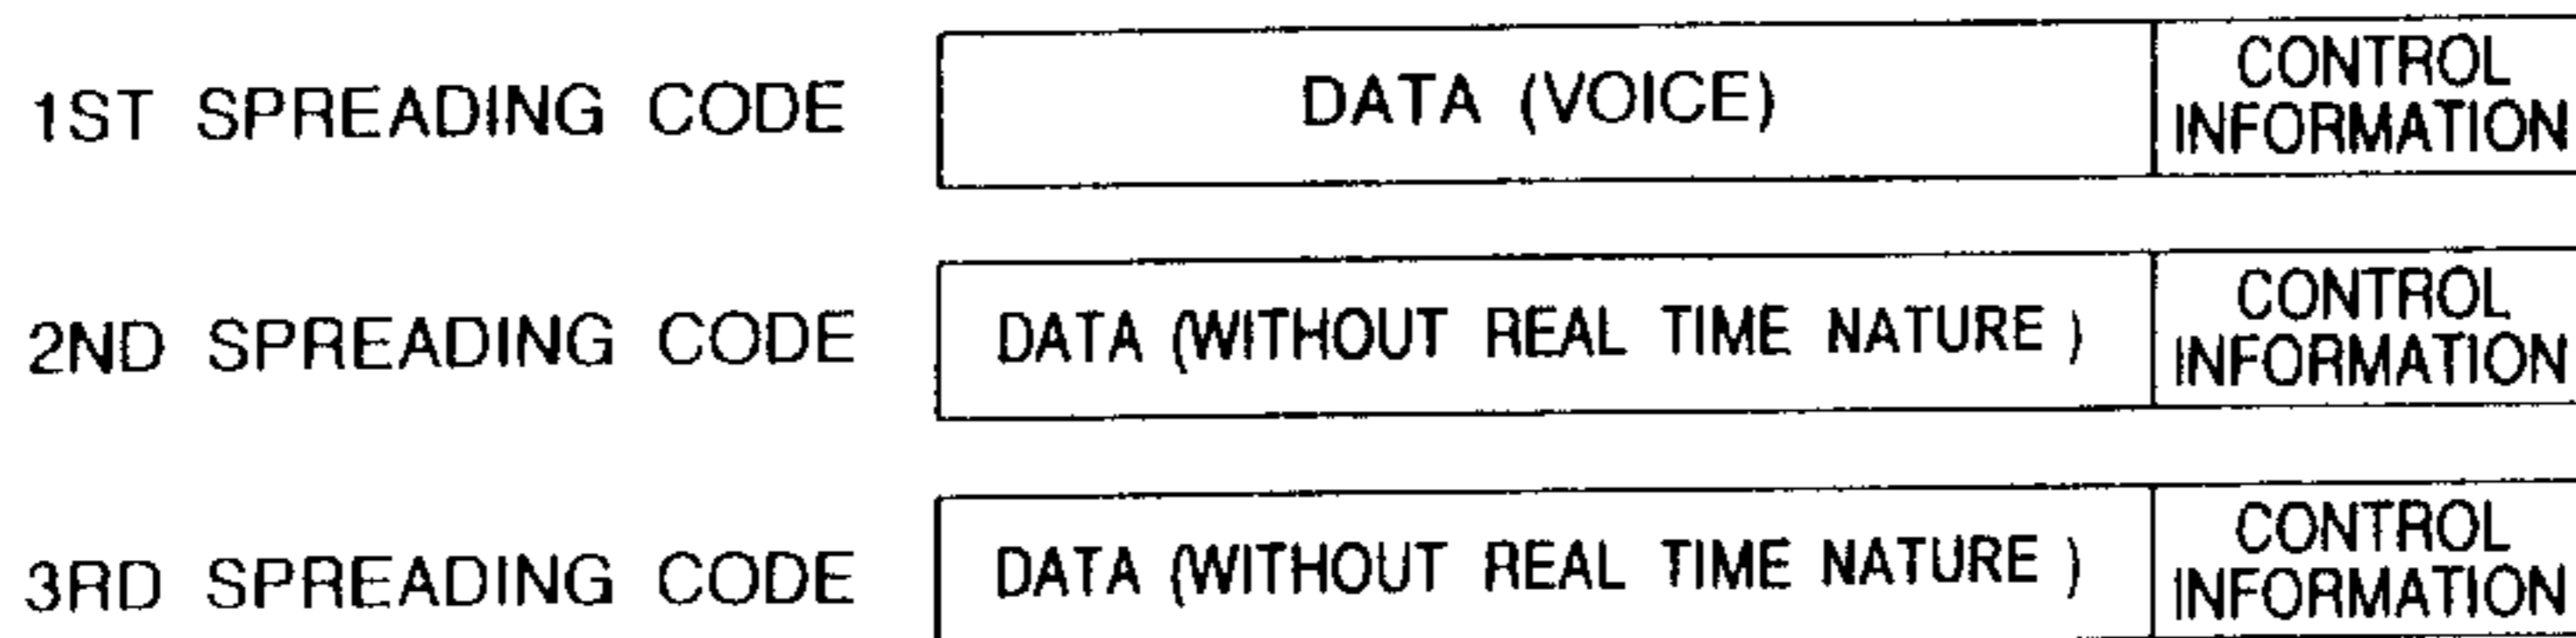 1ST SPREADING CODE DATA (VOICE) CONTROL INFORMATION
2ND SPREADING CODE DATA (WITHOUT REAL TIME NATURE) CONTROL INFORMATION
3RD SPREADING CODE DATA (WITHOUT REAL TIME NATURE) CONTROL INFORMATION